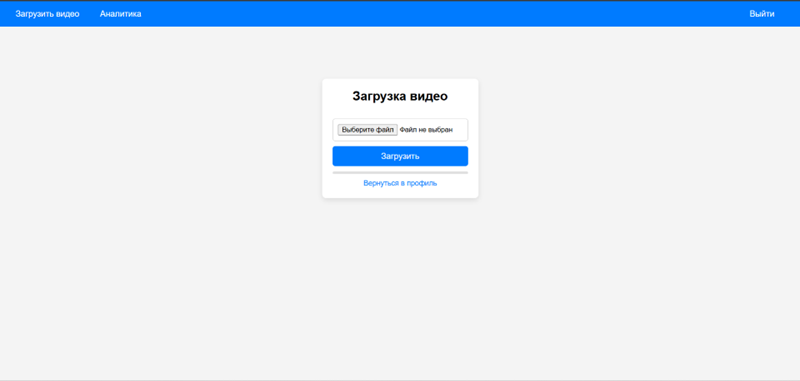 Загрузить видео Аналитика Выйти
Загрузка видео
Выберите файл Файл не выбран
Загрузить
Вернуться в профиль